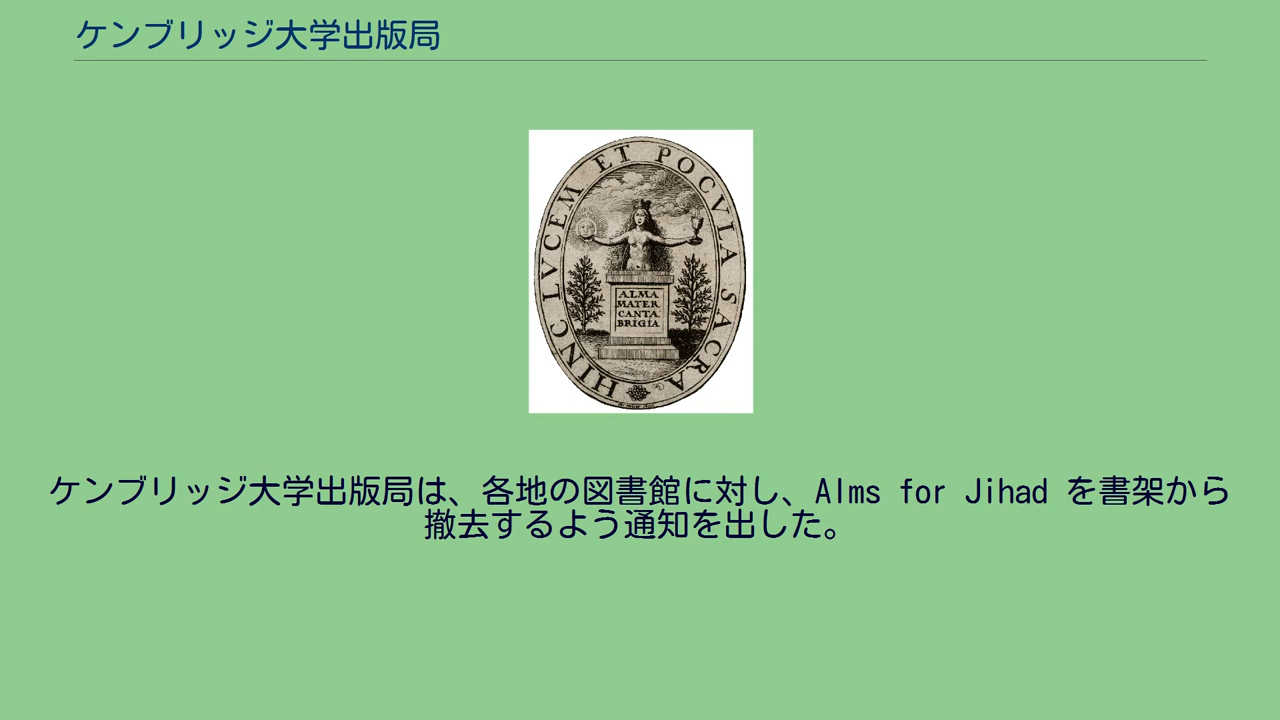 ケンブリッジ大学出版局
HINC LVCEM ET POCVLA SACRA
ALMA
MATER
CANTA
BRIGIA
ケンブリッジ大学出版局は、各地の図書館に対し、Alms for Jihad を書架から
撤去するよう通知を出した。